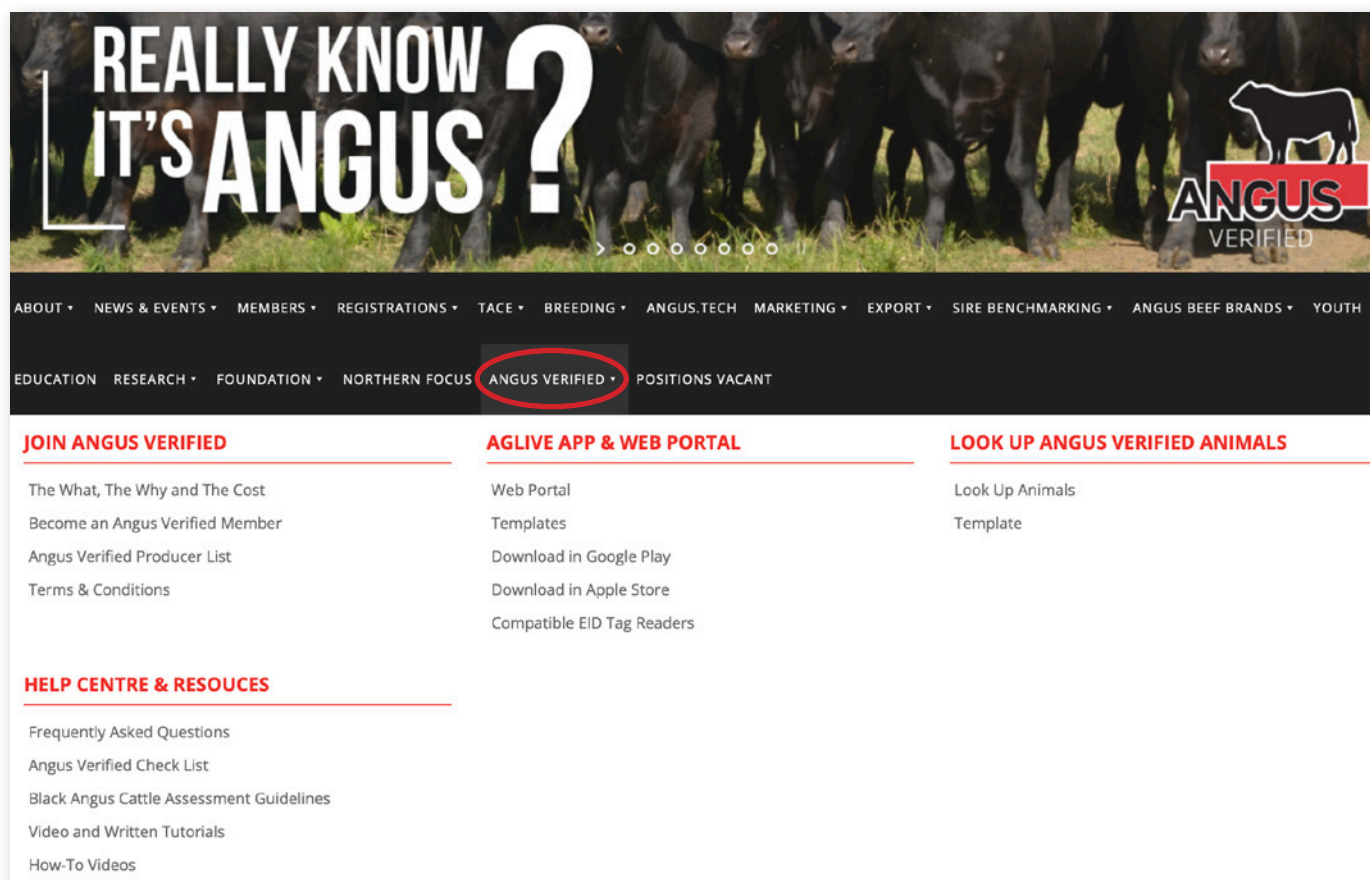 REALLY KNOW
IT'S ANGUS ?
ANGUS
VERIFIED
ABOUT NEWS & EVENTS MEMBERS REGISTRATIONS TACE BREEDING ANGUS.TECH MARKETING EXPORT SIRE BENCHMARKING ANGUS BEEF BRANDS YOUTH
EDUCATION RESEARCH FOUNDATION NORTHERN FOCUS ANGUS VERIFIED POSITIONS VACANT
JOIN ANGUS VERIFIED
The What, The Why and The Cost
Become an Angus Verified Member
Angus Verified Producer List
Terms & Conditions
AGLIVE APP & WEB PORTAL
Web Portal
Templates
Download in Google Play
Download in Apple Store
Compatible EID Tag Readers
LOOK UP ANGUS VERIFIED ANIMALS
Look Up Animals
Template
HELP CENTRE & RESOUCES
Frequently Asked Questions
Angus Verified Check List
Black Angus Cattle Assessment Guidelines
Video and Written Tutorials
How-To Videos